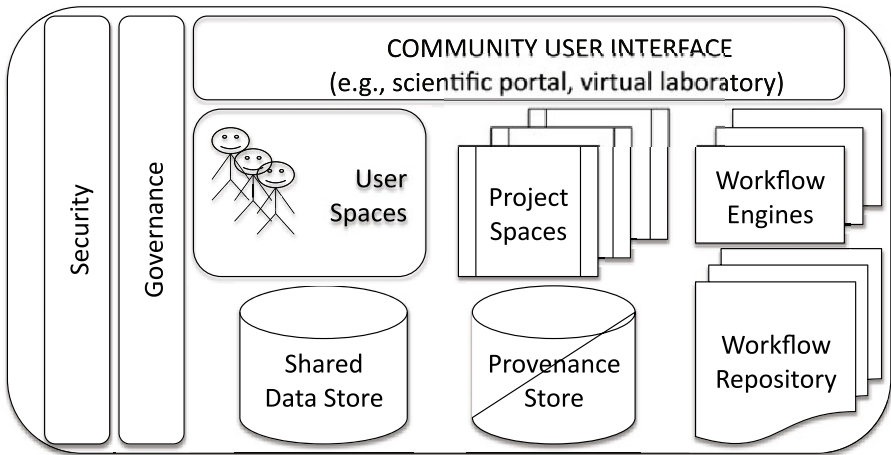 COMMUNITY USER INTERFACE
(e.g., scientific portal, virtual laboratory)
Security
Governance
User
Spaces
Project
Spaces
Workflow
Engines
Shared
Data Store
Provenance
Store
Workflow
Repository